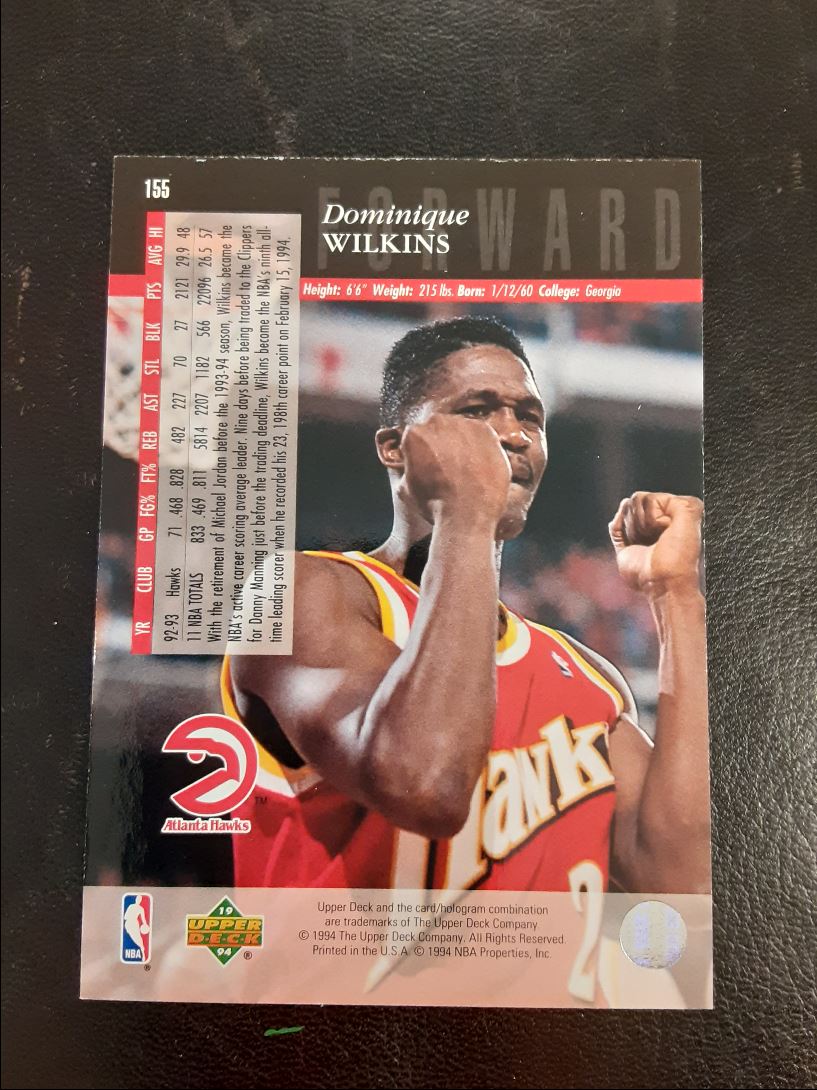 155
FORWARD
Dominique
WILKINS
Height: 6'6" Weight: 215 lbs. Born: 1/12/60 College: Georgia
YR CLUB GP FG% FT% REB AST STL BLK PTS AVG HI
92-93 Hawks 71 .468 .828 482 227 70 27 2121 29.9 48
11 NBA TOTALS 833 .469 .811 5814 2207 1182 566 22096 26.5 57
With the retirement of Michael Jordan before the 1993-94 season, Wilkins became the
NBA's active career scoring average leader. Nine days before being traded to the Clippers
for Danny Manning just before the trading deadline, Wilkins became the NBA's ninth all-
time leading scorer when he recorded his 23,198th career point on February 15, 1994.
Hawk
2
Atlanta Hawks
TM
NBA
®
19
UPPER
DECK
94
®
Upper Deck and the card/hologram combination
are trademarks of The Upper Deck Company.
© 1994 The Upper Deck Company. All Rights Reserved.
Printed in the U.S.A. © 1994 NBA Properties, Inc.